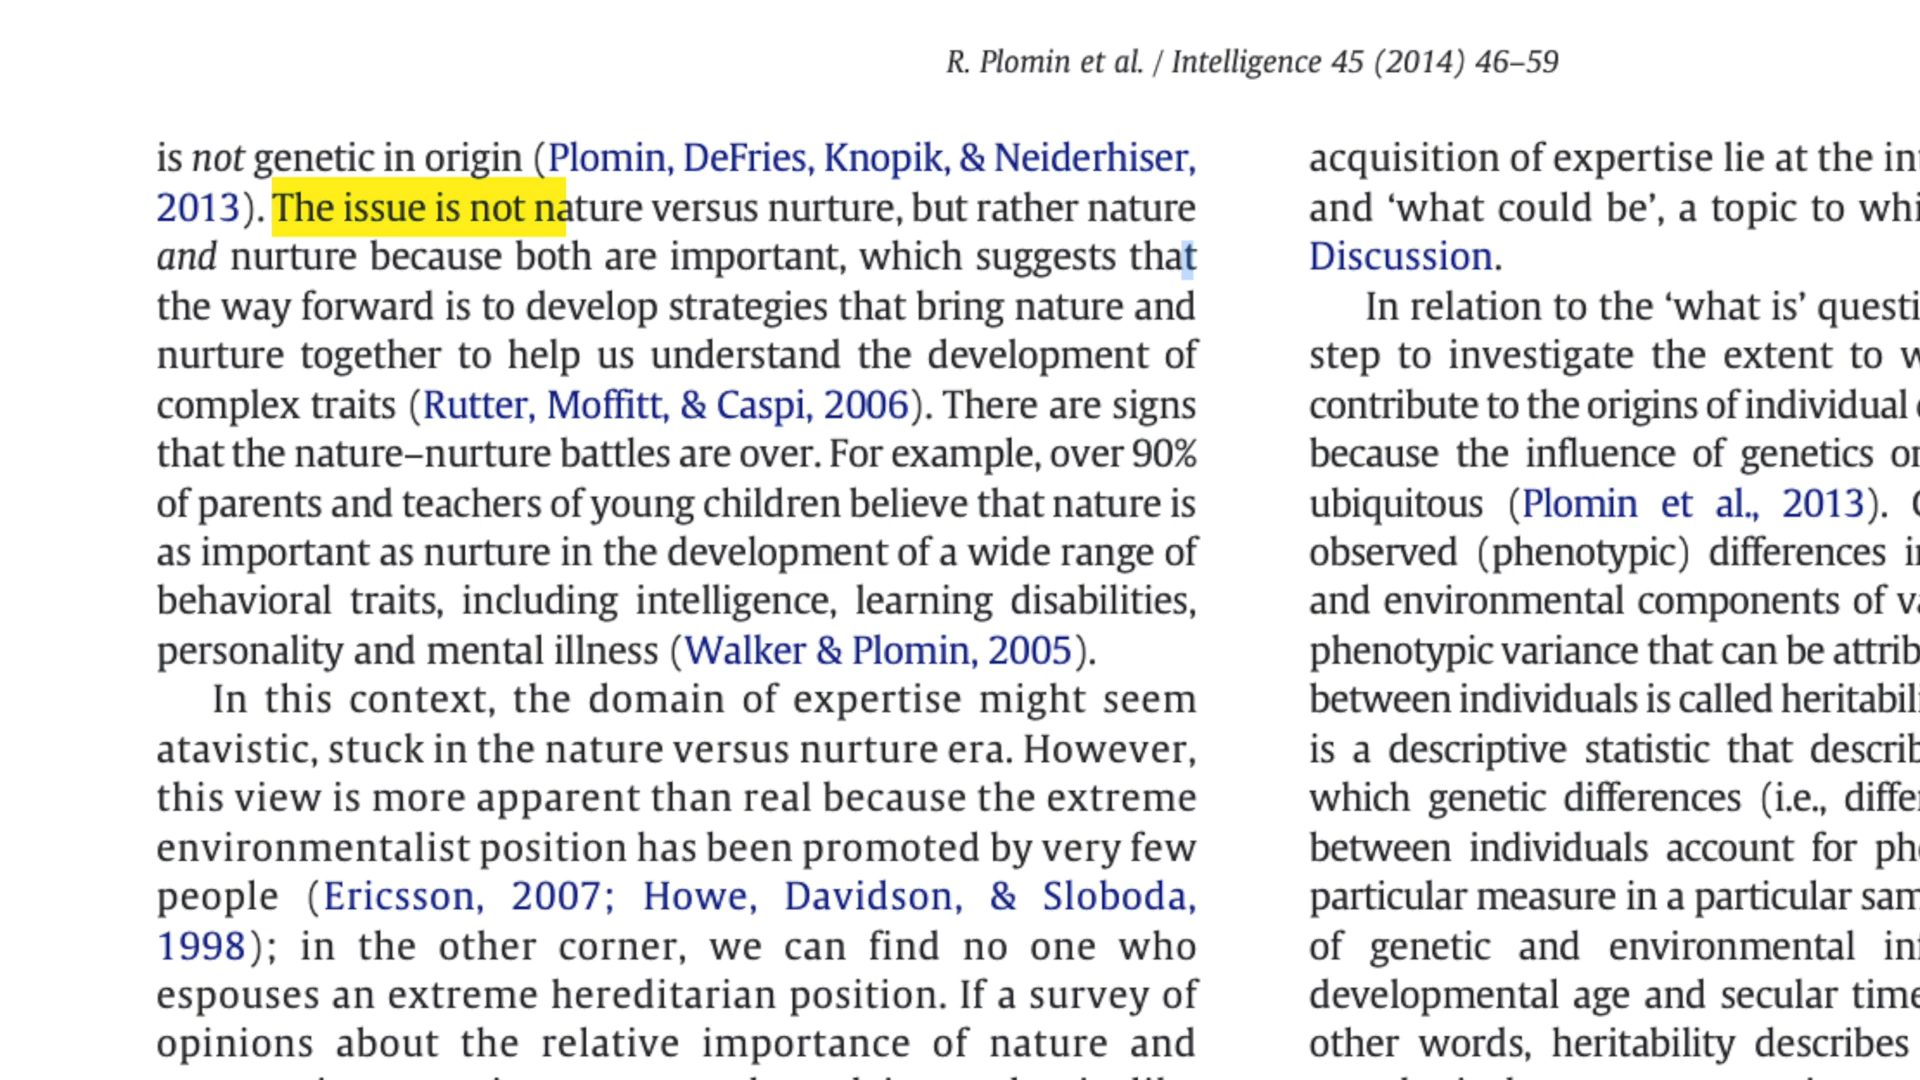 R. Plomin et al. / Intelligence 45 (2014) 46–59
is not genetic in origin (Plomin, DeFries, Knopik, & Neiderhiser,
2013). The issue is not nature versus nurture, but rather nature
and nurture because both are important, which suggests that
the way forward is to develop strategies that bring nature and
nurture together to help us understand the development of
complex traits (Rutter, Moffitt, & Caspi, 2006). There are signs
that the nature–nurture battles are over. For example, over 90%
of parents and teachers of young children believe that nature is
as important as nurture in the development of a wide range of
behavioral traits, including intelligence, learning disabilities,
personality and mental illness (Walker & Plomin, 2005).
In this context, the domain of expertise might seem
atavistic, stuck in the nature versus nurture era. However,
this view is more apparent than real because the extreme
environmentalist position has been promoted by very few
people (Ericsson, 2007; Howe, Davidson, & Sloboda,
1998); in the other corner, we can find no one who
espouses an extreme hereditarian position. If a survey of
opinions about the relative importance of nature and
acquisition of expertise lie at the
and ‘what could be’, a topic to
Discussion.
In relation to the ‘what is’
step to investigate the extent to
contribute to the origins of individual
because the influence of genetics
ubiquitous (Plomin et al., 2013).
observed (phenotypic) differences
and environmental components of
phenotypic variance that can be
between individuals is called
is a descriptive statistic that
which genetic differences (i.e.,
between individuals account for
particular measure in a particular
of genetic and environmental
developmental age and secular
other words, heritability describes